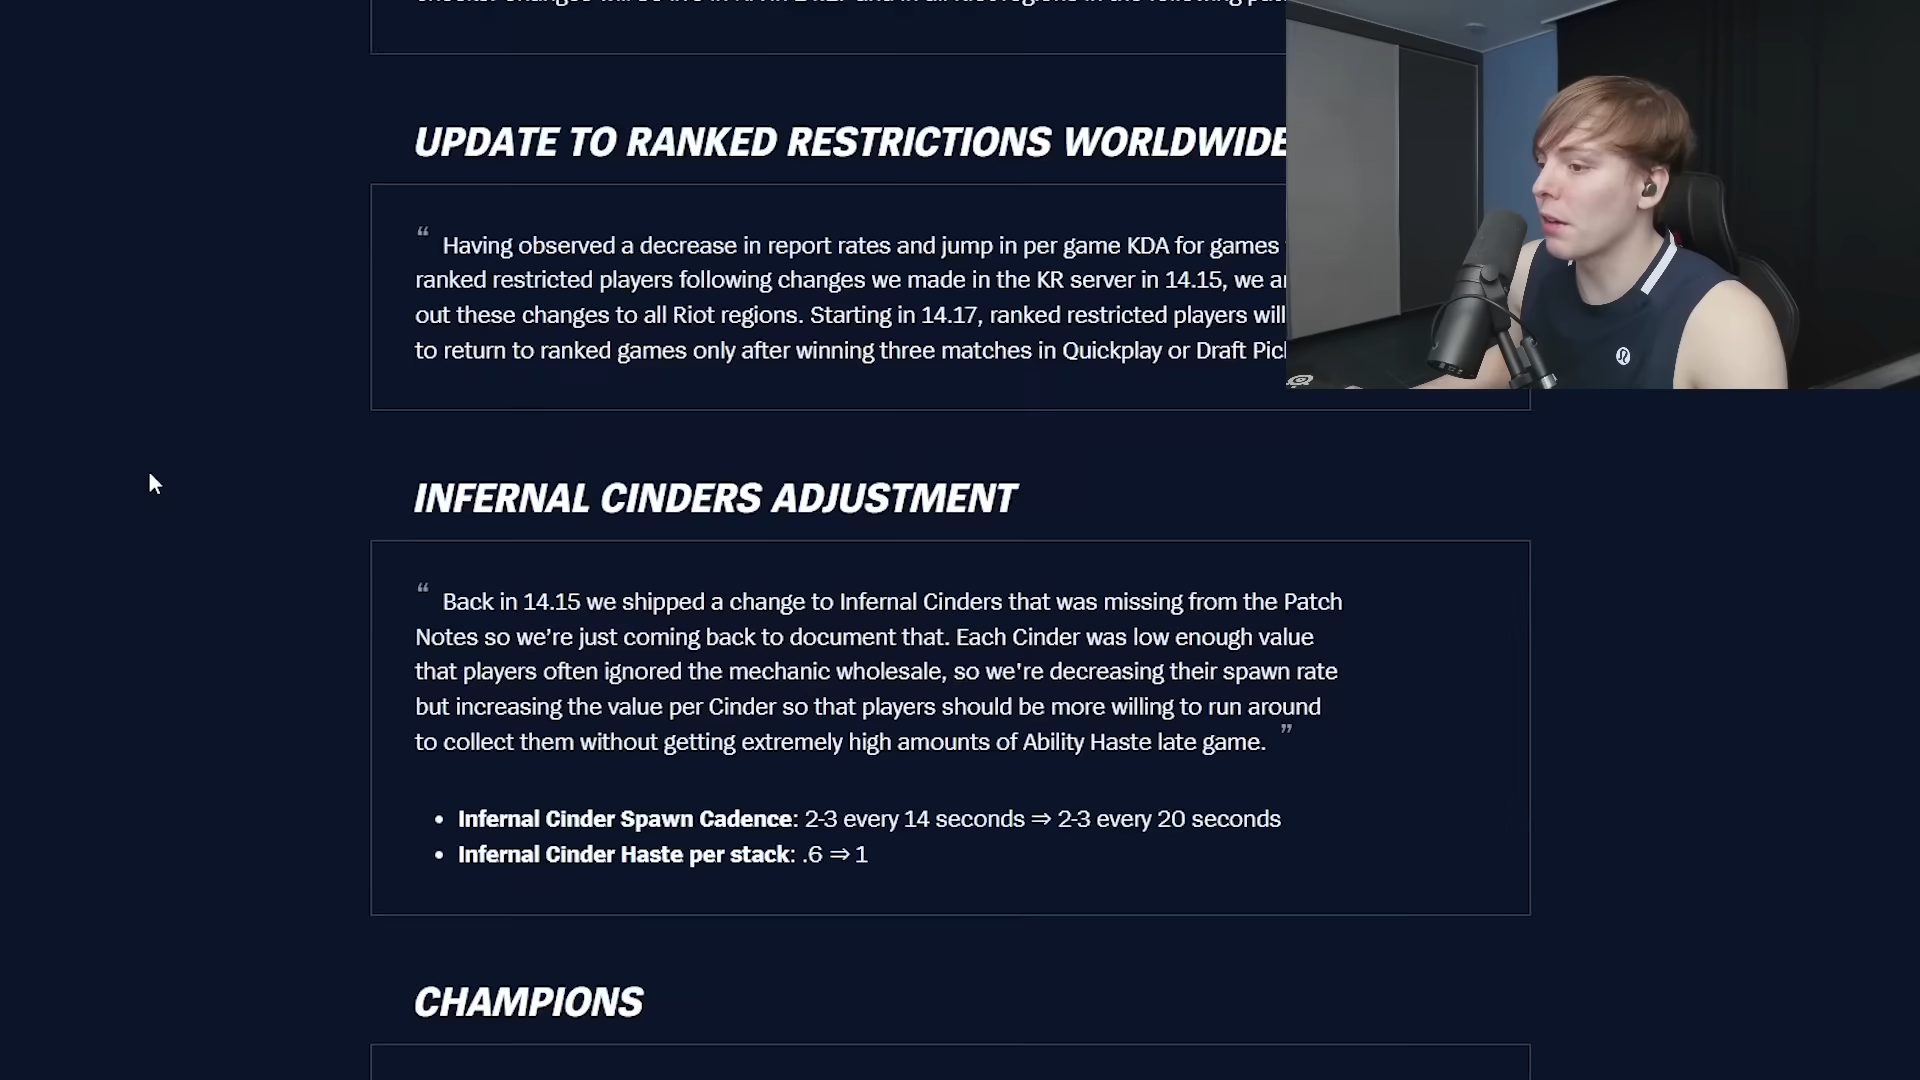 UPDATE TO RANKED RESTRICTIONS WORLDWIDE
“ Having observed a decrease in report rates and jump in per game KDA for games
ranked restricted players following changes we made in the KR server in 14.15, we
out these changes to all Riot regions. Starting in 14.17, ranked restricted players will
to return to ranked games only after winning three matches in Quickplay or Draft
INFERNAL CINDERS ADJUSTMENT
“ Back in 14.15 we shipped a change to Infernal Cinders that was missing from the Patch
Notes so we’re just coming back to document that. Each Cinder was low enough value
that players often ignored the mechanic wholesale, so we're decreasing their spawn rate
but increasing the value per Cinder so that players should be more willing to run around
to collect them without getting extremely high amounts of Ability Haste late game. ”
• Infernal Cinder Spawn Cadence: 2-3 every 14 seconds ⇒ 2-3 every 20 seconds
• Infernal Cinder Haste per stack: .6 ⇒ 1
CHAMPIONS